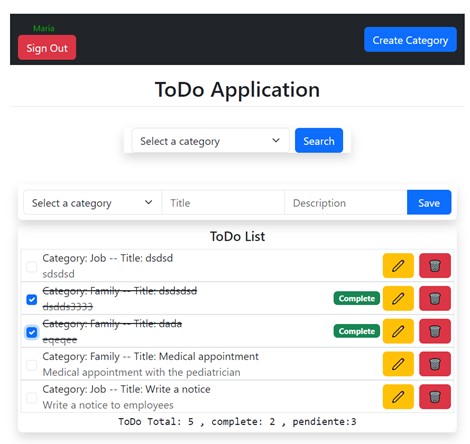 Maria
Sign Out
Create Category
ToDo Application
Select a category
Search
Select a category
Title
Description
Save
ToDo List
Category: Job -- Title: dsdsd
sdsdsd
Category: Family -- Title: dsdsdsd
Complete
dsdds3333
Category: Family -- Title: dada
Complete
eqeqee
Category: Family -- Title: Medical appointment
Medical appointment with the pediatrician
Category: Job -- Title: Write a notice
Write a notice to employees
ToDo Total: 5 , complete: 2 , pendiente:3